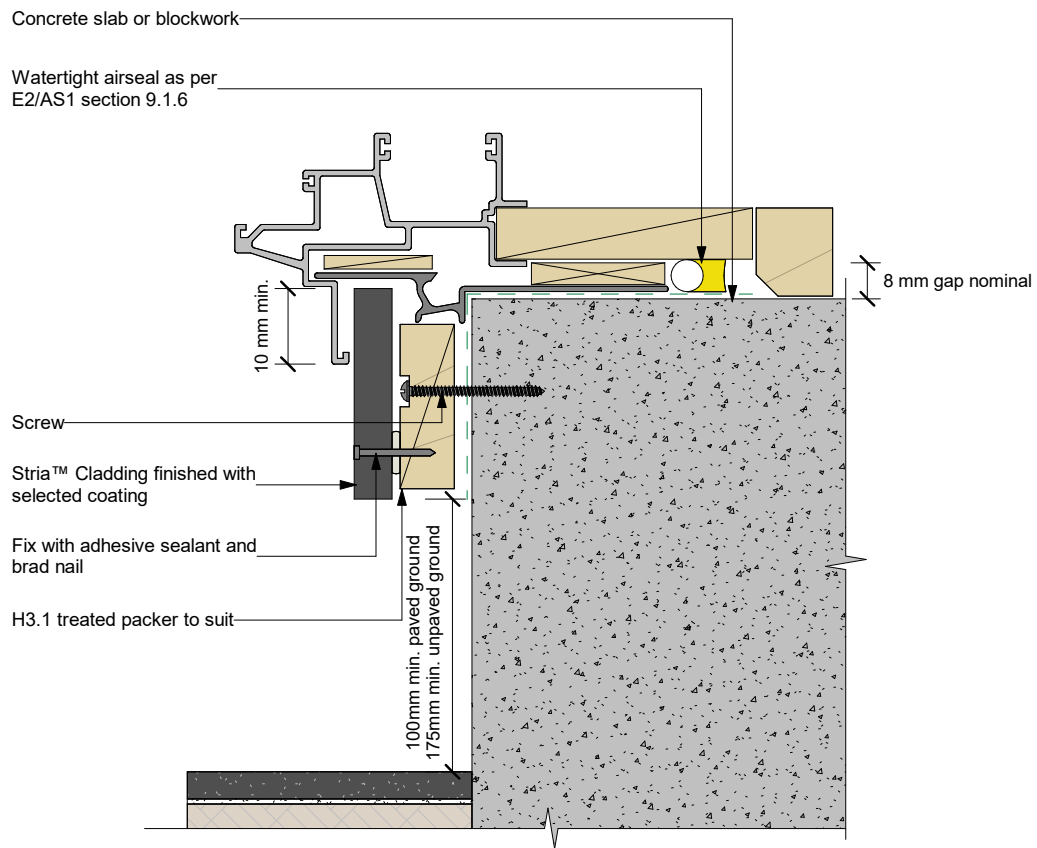 Concrete slab or blockwork
Watertight airseal as per
E2/AS1 section 9.1.6
8 mm gap nominal
10 mm min.
Screw
Stria™ Cladding finished with
selected coating
Fix with adhesive sealant and
brad nail
H3.1 treated packer to suit
100mm min. paved ground
175mm min. unpaved ground